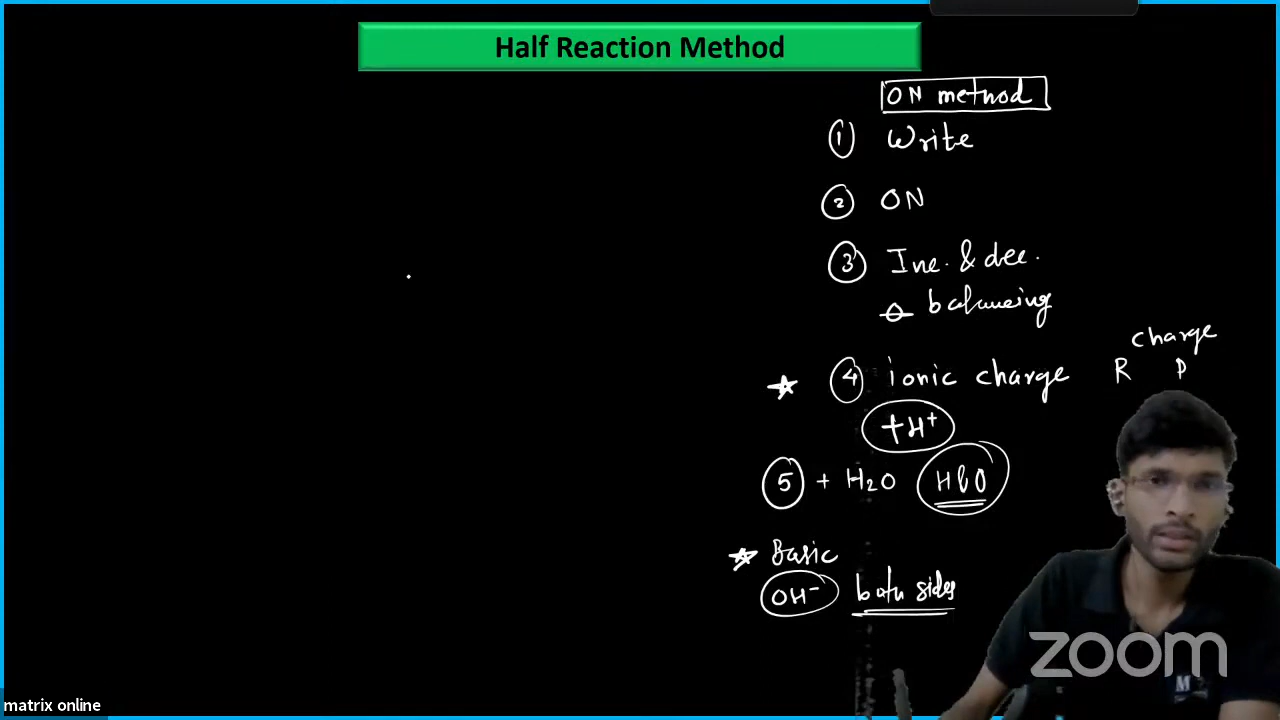 Half Reaction Method
ON method
① Write
② ON
③ Inc. & dec.
balancing
charge
④ ionic charge R P
+H⁺
⑤ + H₂O H&O
Basic
OH⁻ both sides
zoom
M
matrix online